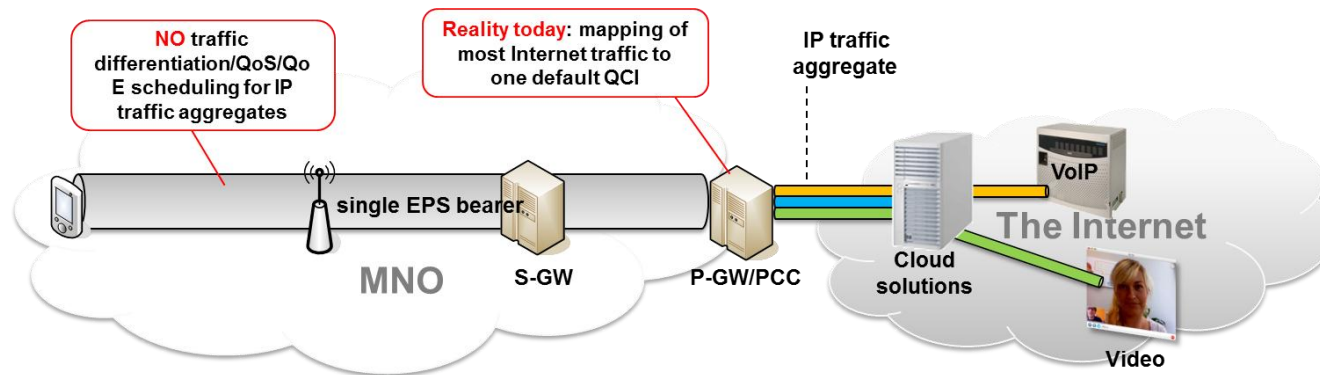 NO traffic
differentiation/QoS/Qo
E scheduling for IP
traffic aggregates
Reality today: mapping of
most Internet traffic to
one default QCI
IP traffic
aggregate
single EPS bearer
VoIP
The Internet
MNO
S-GW
P-GW/PCC
Cloud
solutions
Video